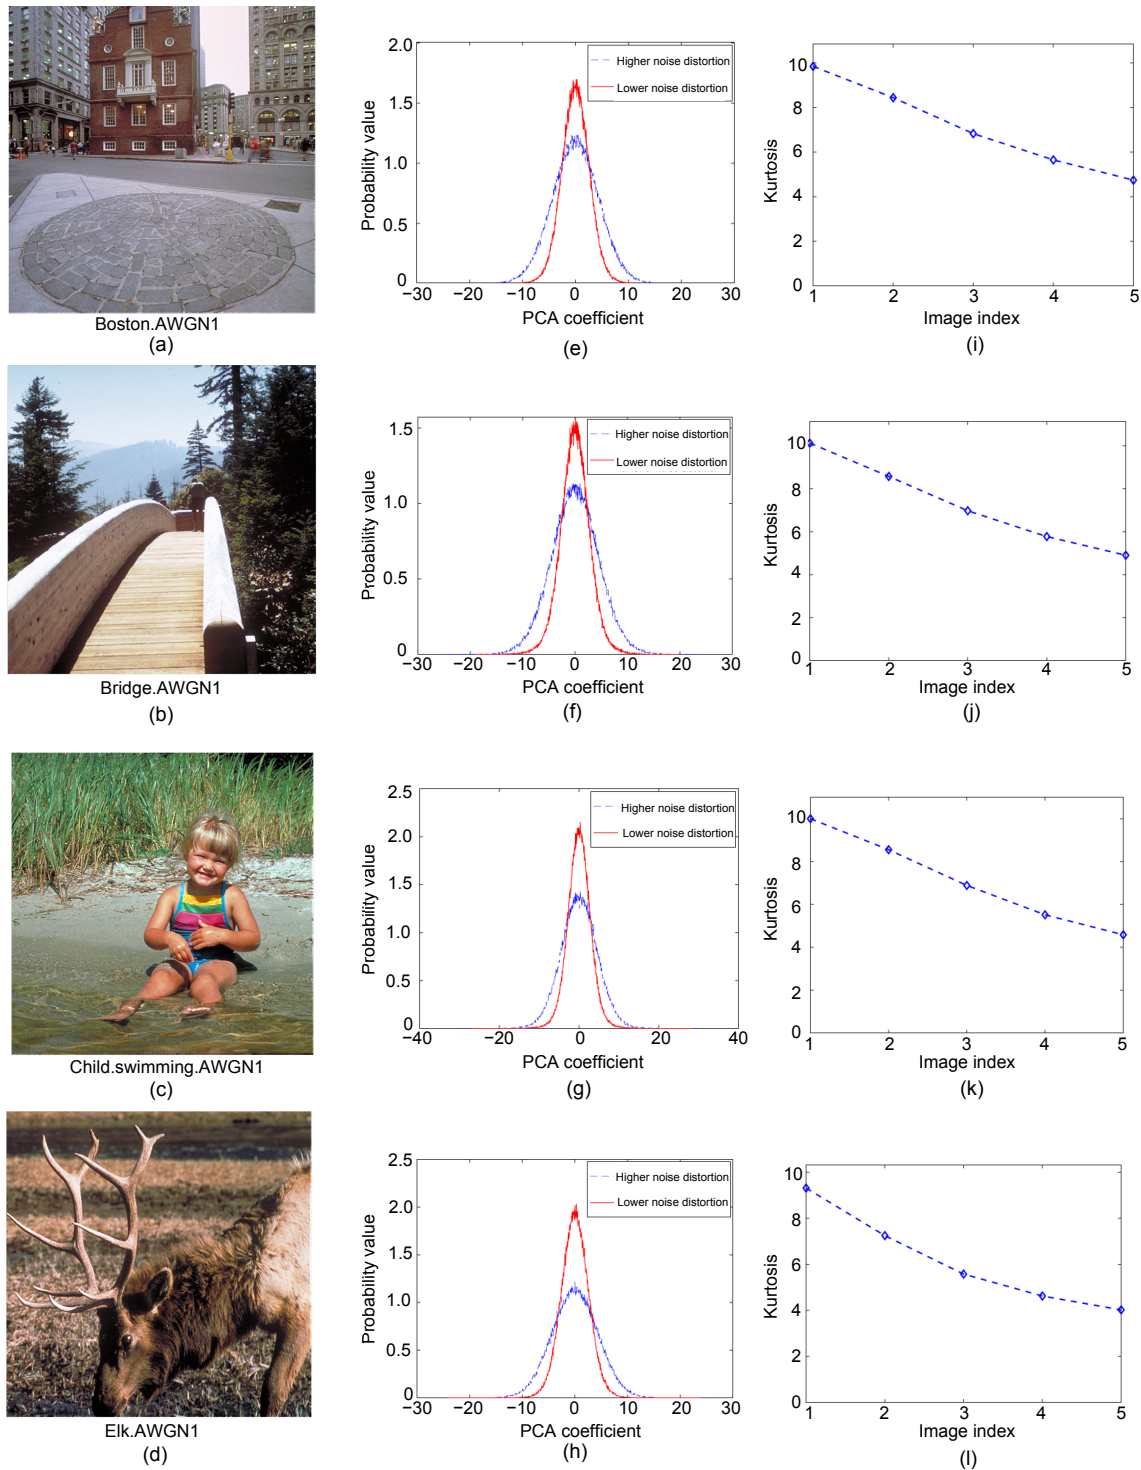 Boston.AWGN1
(a)
2.0
1.5
1.0
0.5
0
−30 −20 −10 0 10 20 30
Probability value
PCA coefficient
Higher noise distortion
Lower noise distortion
(e)
10
8
6
4
2
0
1 2 3 4 5
Kurtosis
Image index
(i)
Bridge.AWGN1
(b)
1.5
1.0
0.5
0
−30 −20 −10 0 10 20 30
Probability value
PCA coefficient
Higher noise distortion
Lower noise distortion
(f)
10
8
6
4
2
0
1 2 3 4 5
Kurtosis
Image index
(j)
Child.swimming.AWGN1
(c)
2.5
2.0
1.5
1.0
0.5
0
−40 −20 0 20 40
Probability value
PCA coefficient
Higher noise distortion
Lower noise distortion
(g)
10
8
6
4
2
0
1 2 3 4 5
Kurtosis
Image index
(k)
Elk.AWGN1
(d)
2.5
2.0
1.5
1.0
0.5
0
−30 −20 −10 0 10 20 30
Probability value
PCA coefficient
Higher noise distortion
Lower noise distortion
(h)
10
8
6
4
2
0
1 2 3 4 5
Kurtosis
Image index
(l)